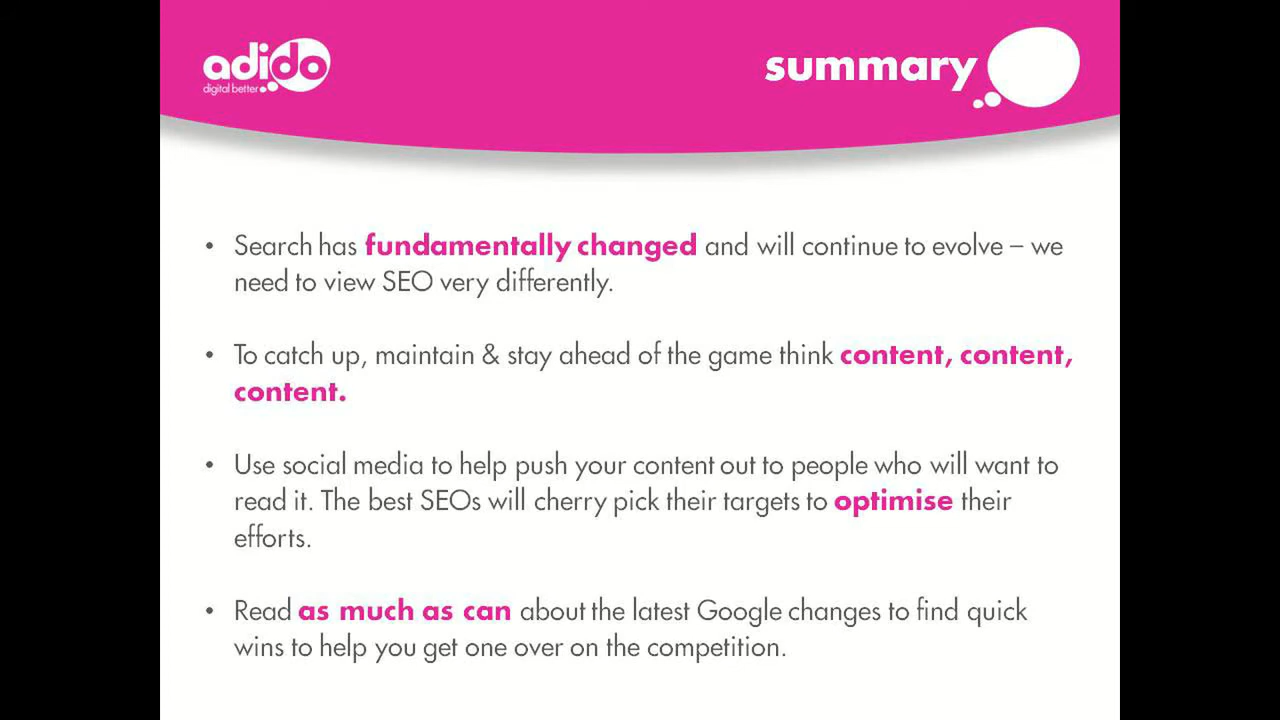 adido
digital better
summary
• Search has fundamentally changed and will continue to evolve – we
need to view SEO very differently.
• To catch up, maintain & stay ahead of the game think content, content,
content.
• Use social media to help push your content out to people who will want to
read it. The best SEOs will cherry pick their targets to optimise their
efforts.
• Read as much as can about the latest Google changes to find quick
wins to help you get one over on the competition.